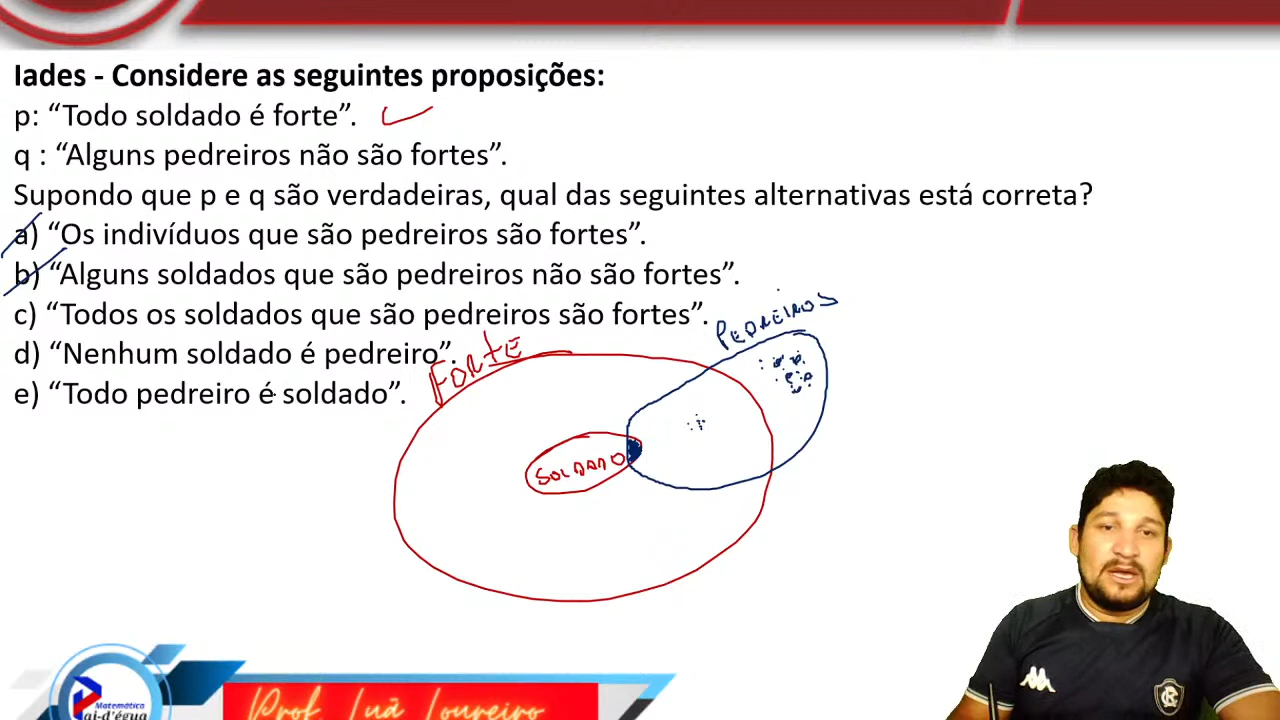 Iades - Considere as seguintes proposições:
p: “Todo soldado é forte”.
q : “Alguns pedreiros não são fortes”.
Supondo que p e q são verdadeiras, qual das seguintes alternativas está correta?
a) “Os indivíduos que são pedreiros são fortes”.
b) “Alguns soldados que são pedreiros não são fortes”.
c) “Todos os soldados que são pedreiros são fortes”.
PEDREIROS
d) “Nenhum soldado é pedreiro”.
FORTE
e) “Todo pedreiro é soldado”.
SOLDADO
Matemática
Pai-d'égua
Prof. Luã Loureiro